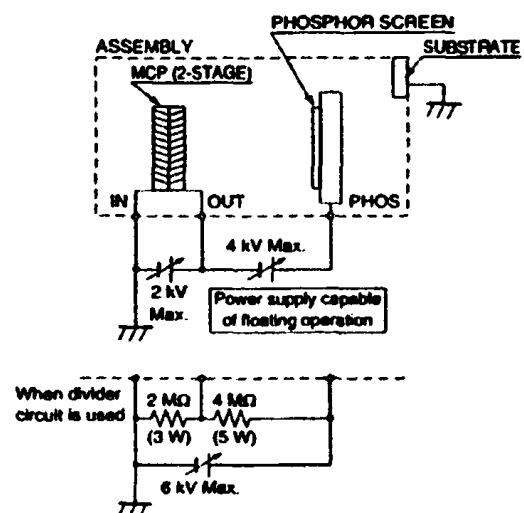 PHOSPHOR SCREEN
ASSEMBLY
SUBSTRATE
MCP (2-STAGE)
IN
OUT
PHOS
4 kV Max.
2 kV
Max.
Power supply capable
of floating operation
When divider
circuit is used
2 MΩ
4 MΩ
(3 W)
(5 W)
6 kV Max.